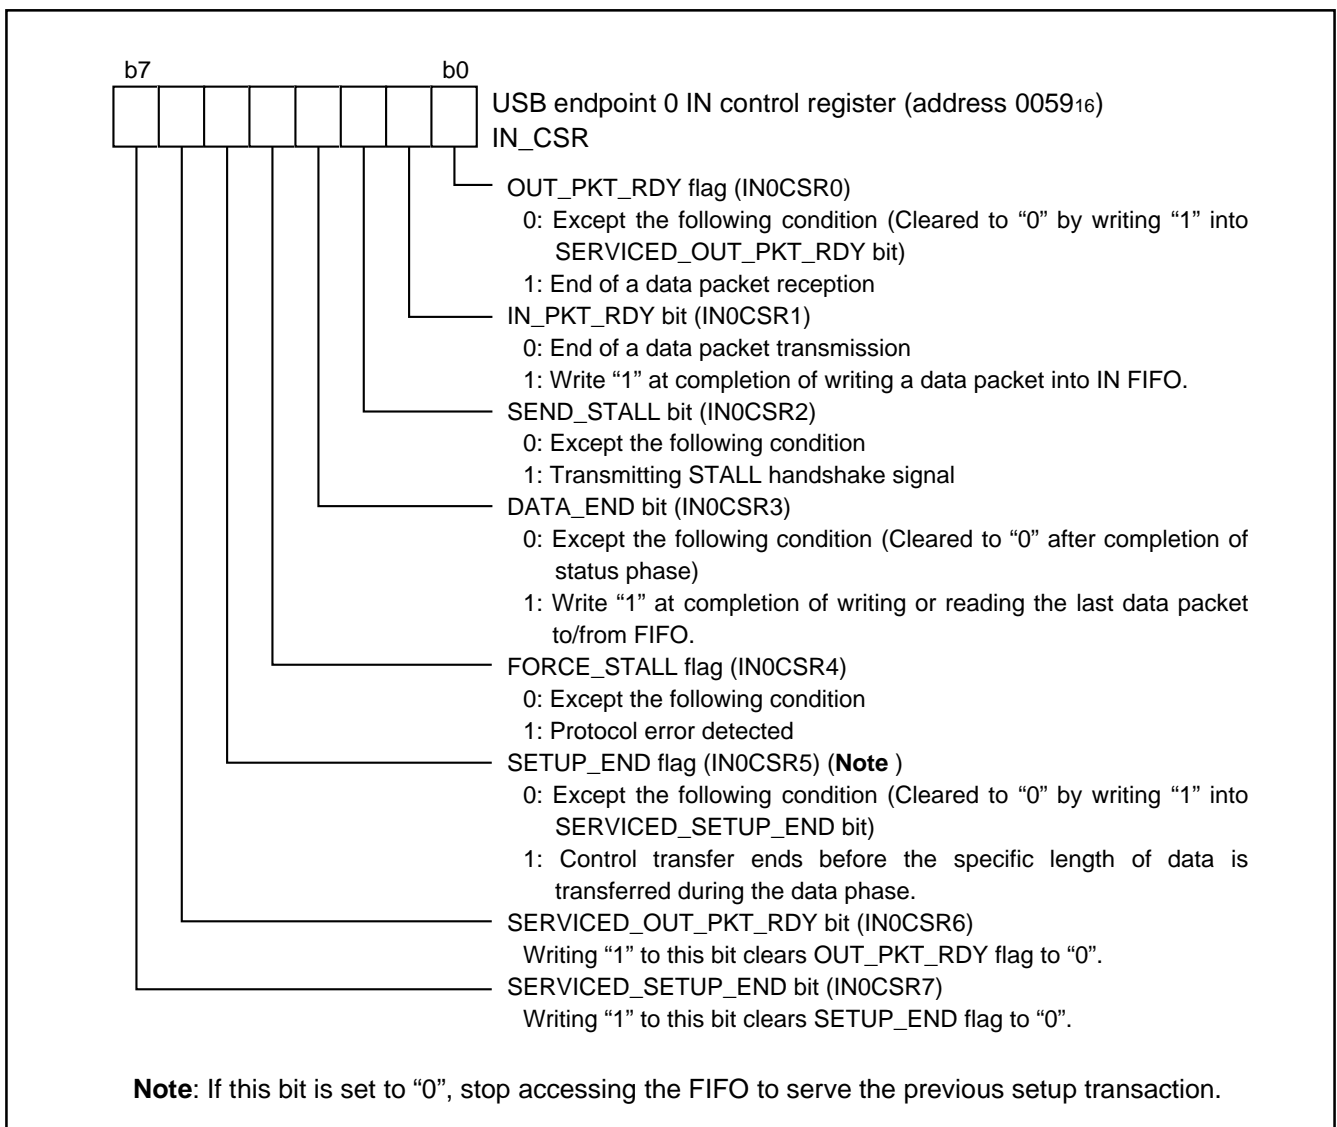 b7 b0
USB endpoint 0 IN control register (address 0059₁₆)
IN_CSR
OUT_PKT_RDY flag (IN0CSR0)
0: Except the following condition (Cleared to “0” by writing “1” into
SERVICED_OUT_PKT_RDY bit)
1: End of a data packet reception
IN_PKT_RDY bit (IN0CSR1)
0: End of a data packet transmission
1: Write “1” at completion of writing a data packet into IN FIFO.
SEND_STALL bit (IN0CSR2)
0: Except the following condition
1: Transmitting STALL handshake signal
DATA_END bit (IN0CSR3)
0: Except the following condition (Cleared to “0” after completion of
status phase)
1: Write “1” at completion of writing or reading the last data packet
to/from FIFO.
FORCE_STALL flag (IN0CSR4)
0: Except the following condition
1: Protocol error detected
SETUP_END flag (IN0CSR5) (Note )
0: Except the following condition (Cleared to “0” by writing “1” into
SERVICED_SETUP_END bit)
1: Control transfer ends before the specific length of data is
transferred during the data phase.
SERVICED_OUT_PKT_RDY bit (IN0CSR6)
Writing “1” to this bit clears OUT_PKT_RDY flag to “0”.
SERVICED_SETUP_END bit (IN0CSR7)
Writing “1” to this bit clears SETUP_END flag to “0”.
Note: If this bit is set to “0”, stop accessing the FIFO to serve the previous setup transaction.